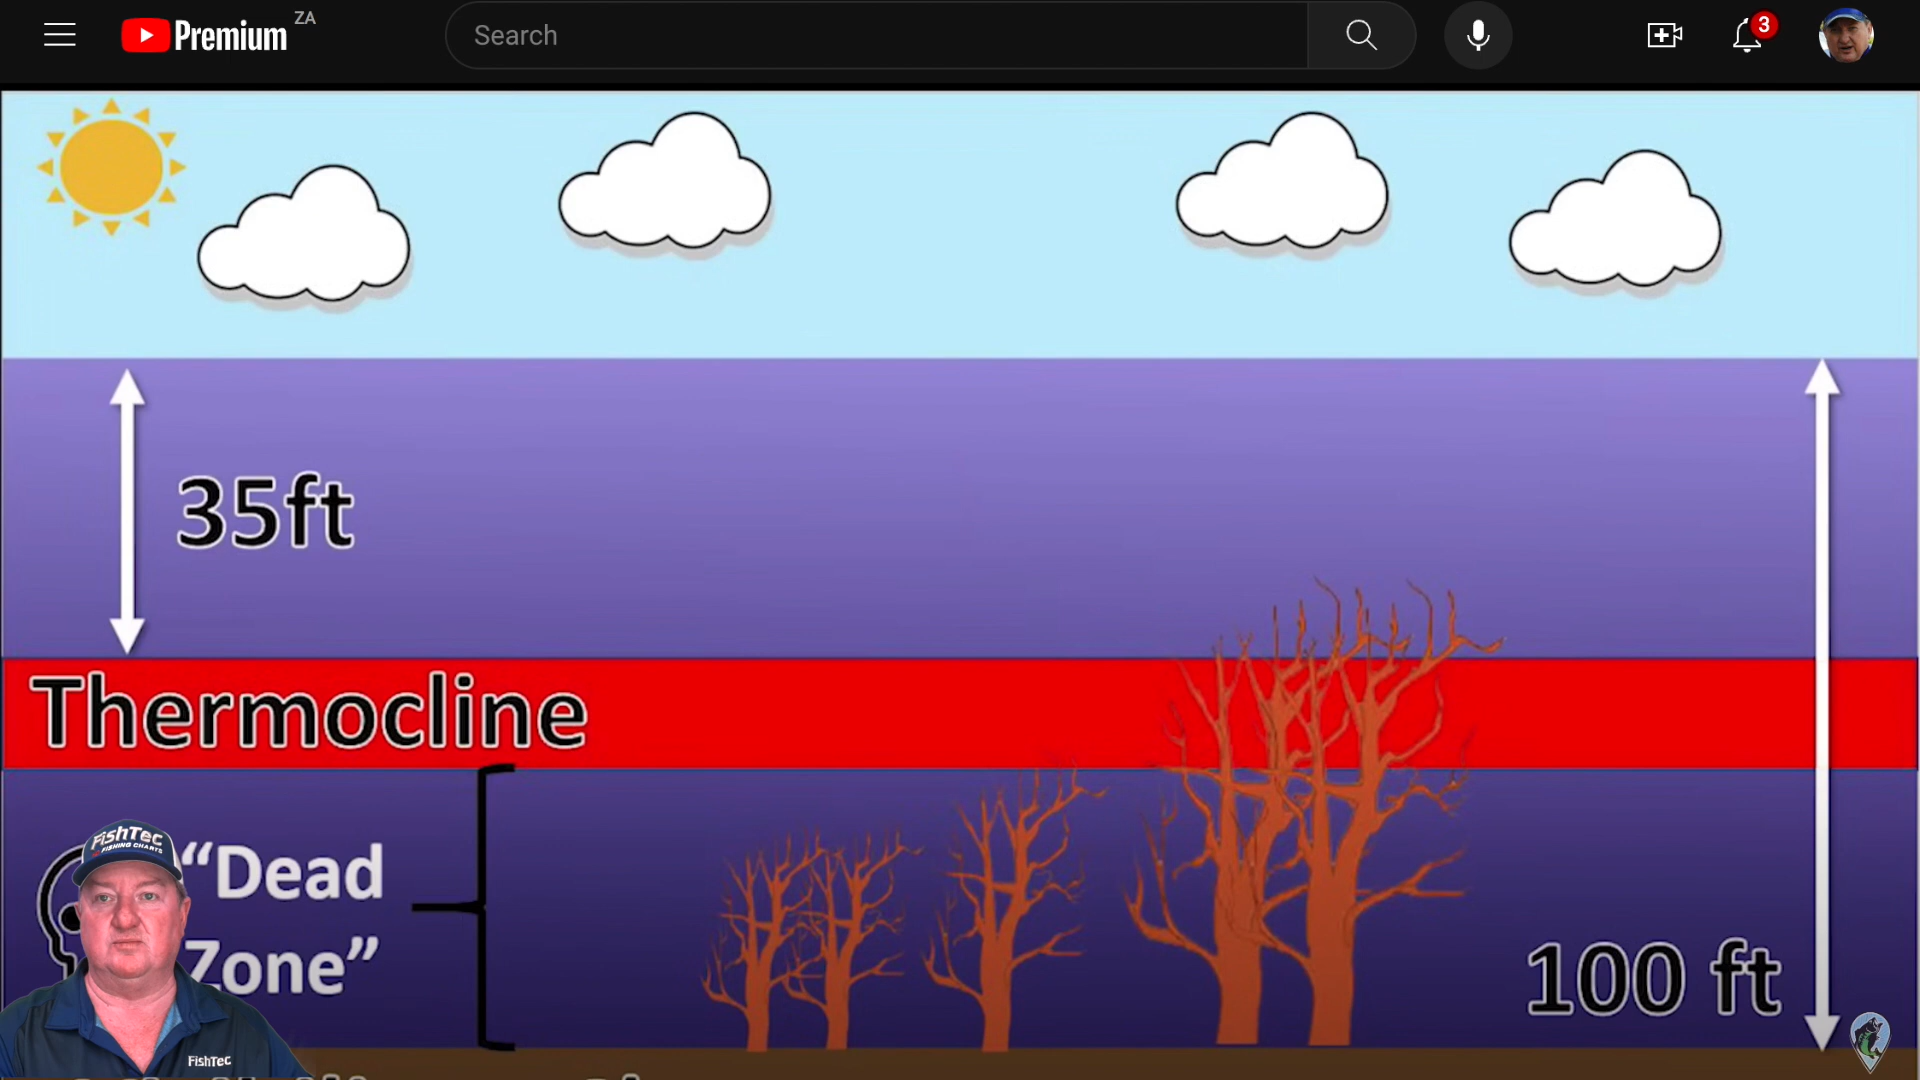 Premium
ZA
Search
3
35ft
Thermocline
"Dead
Zone"
100 ft
FishTec
FISHING CHARTS
FishTec